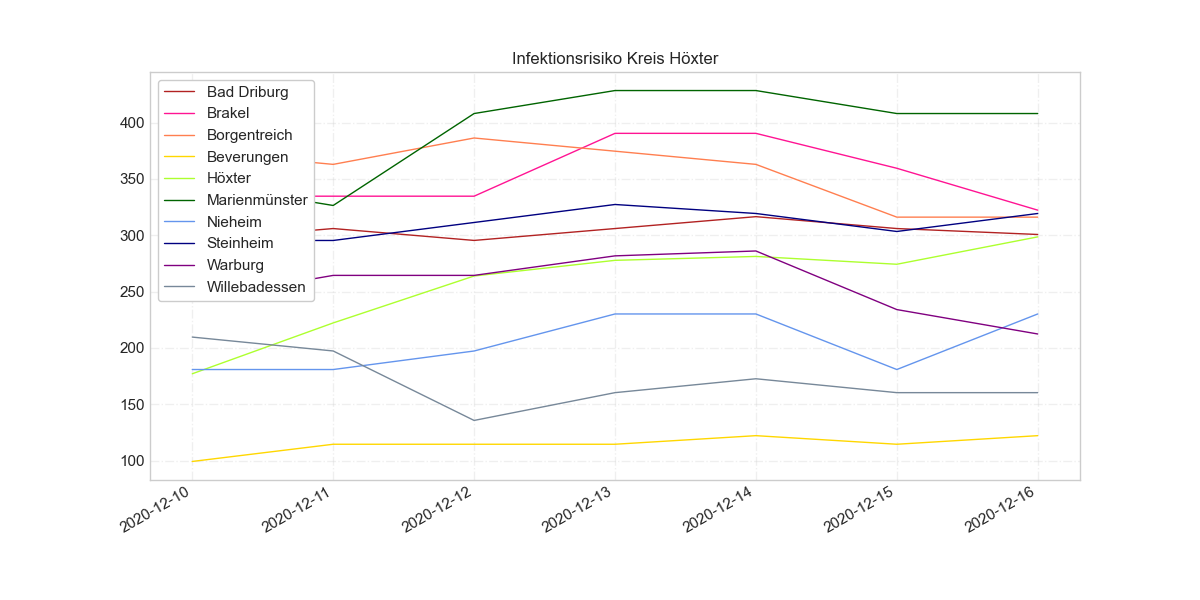 Infektionsrisiko Kreis Höxter
Bad Driburg
Brakel
Borgentreich
Beverungen
Höxter
Marienmünster
Nieheim
Steinheim
Warburg
Willebadessen
400
350
300
250
200
150
100
2020-12-10
2020-12-11
2020-12-12
2020-12-13
2020-12-14
2020-12-15
2020-12-16